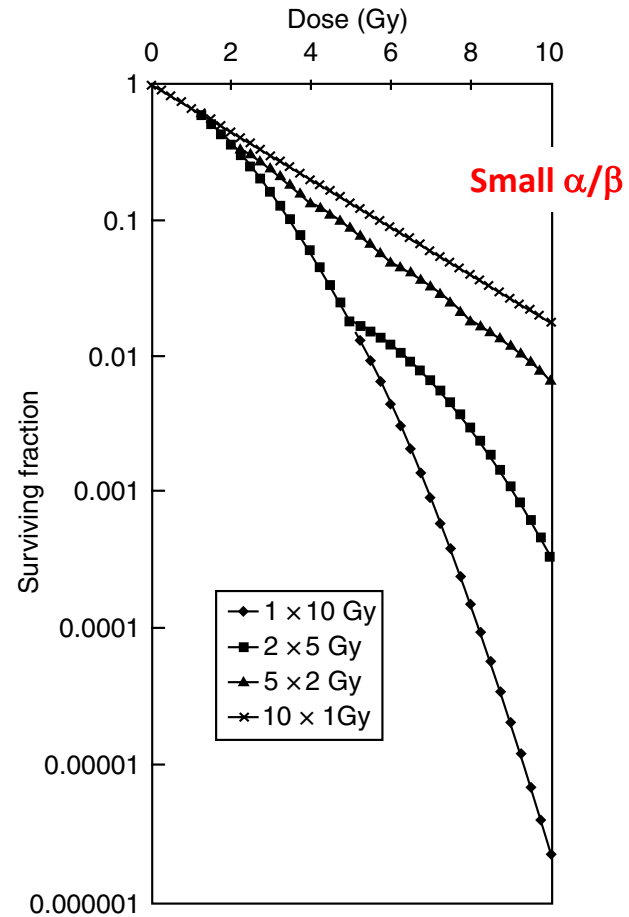 Dose (Gy)
0 2 4 6 8 10
1
Small α/β
0.1
0.01
Surviving fraction
0.001
1 × 10 Gy
0.0001
2 × 5 Gy
5 × 2 Gy
10 × 1Gy
0.00001
0.000001